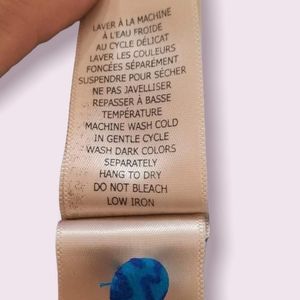 LAVER À LA MACHINE
À L'EAU FROIDE
AU CYCLE DÉLICAT
LAVER LES COULEURS
FONCÉES SÉPARÉMENT
SUSPENDRE POUR SÉCHER
NE PAS JAVELLISER
REPASSER À BASSE
TEMPÉRATURE
MACHINE WASH COLD
IN GENTLE CYCLE
WASH DARK COLORS
SEPARATELY
HANG TO DRY
DO NOT BLEACH
LOW IRON